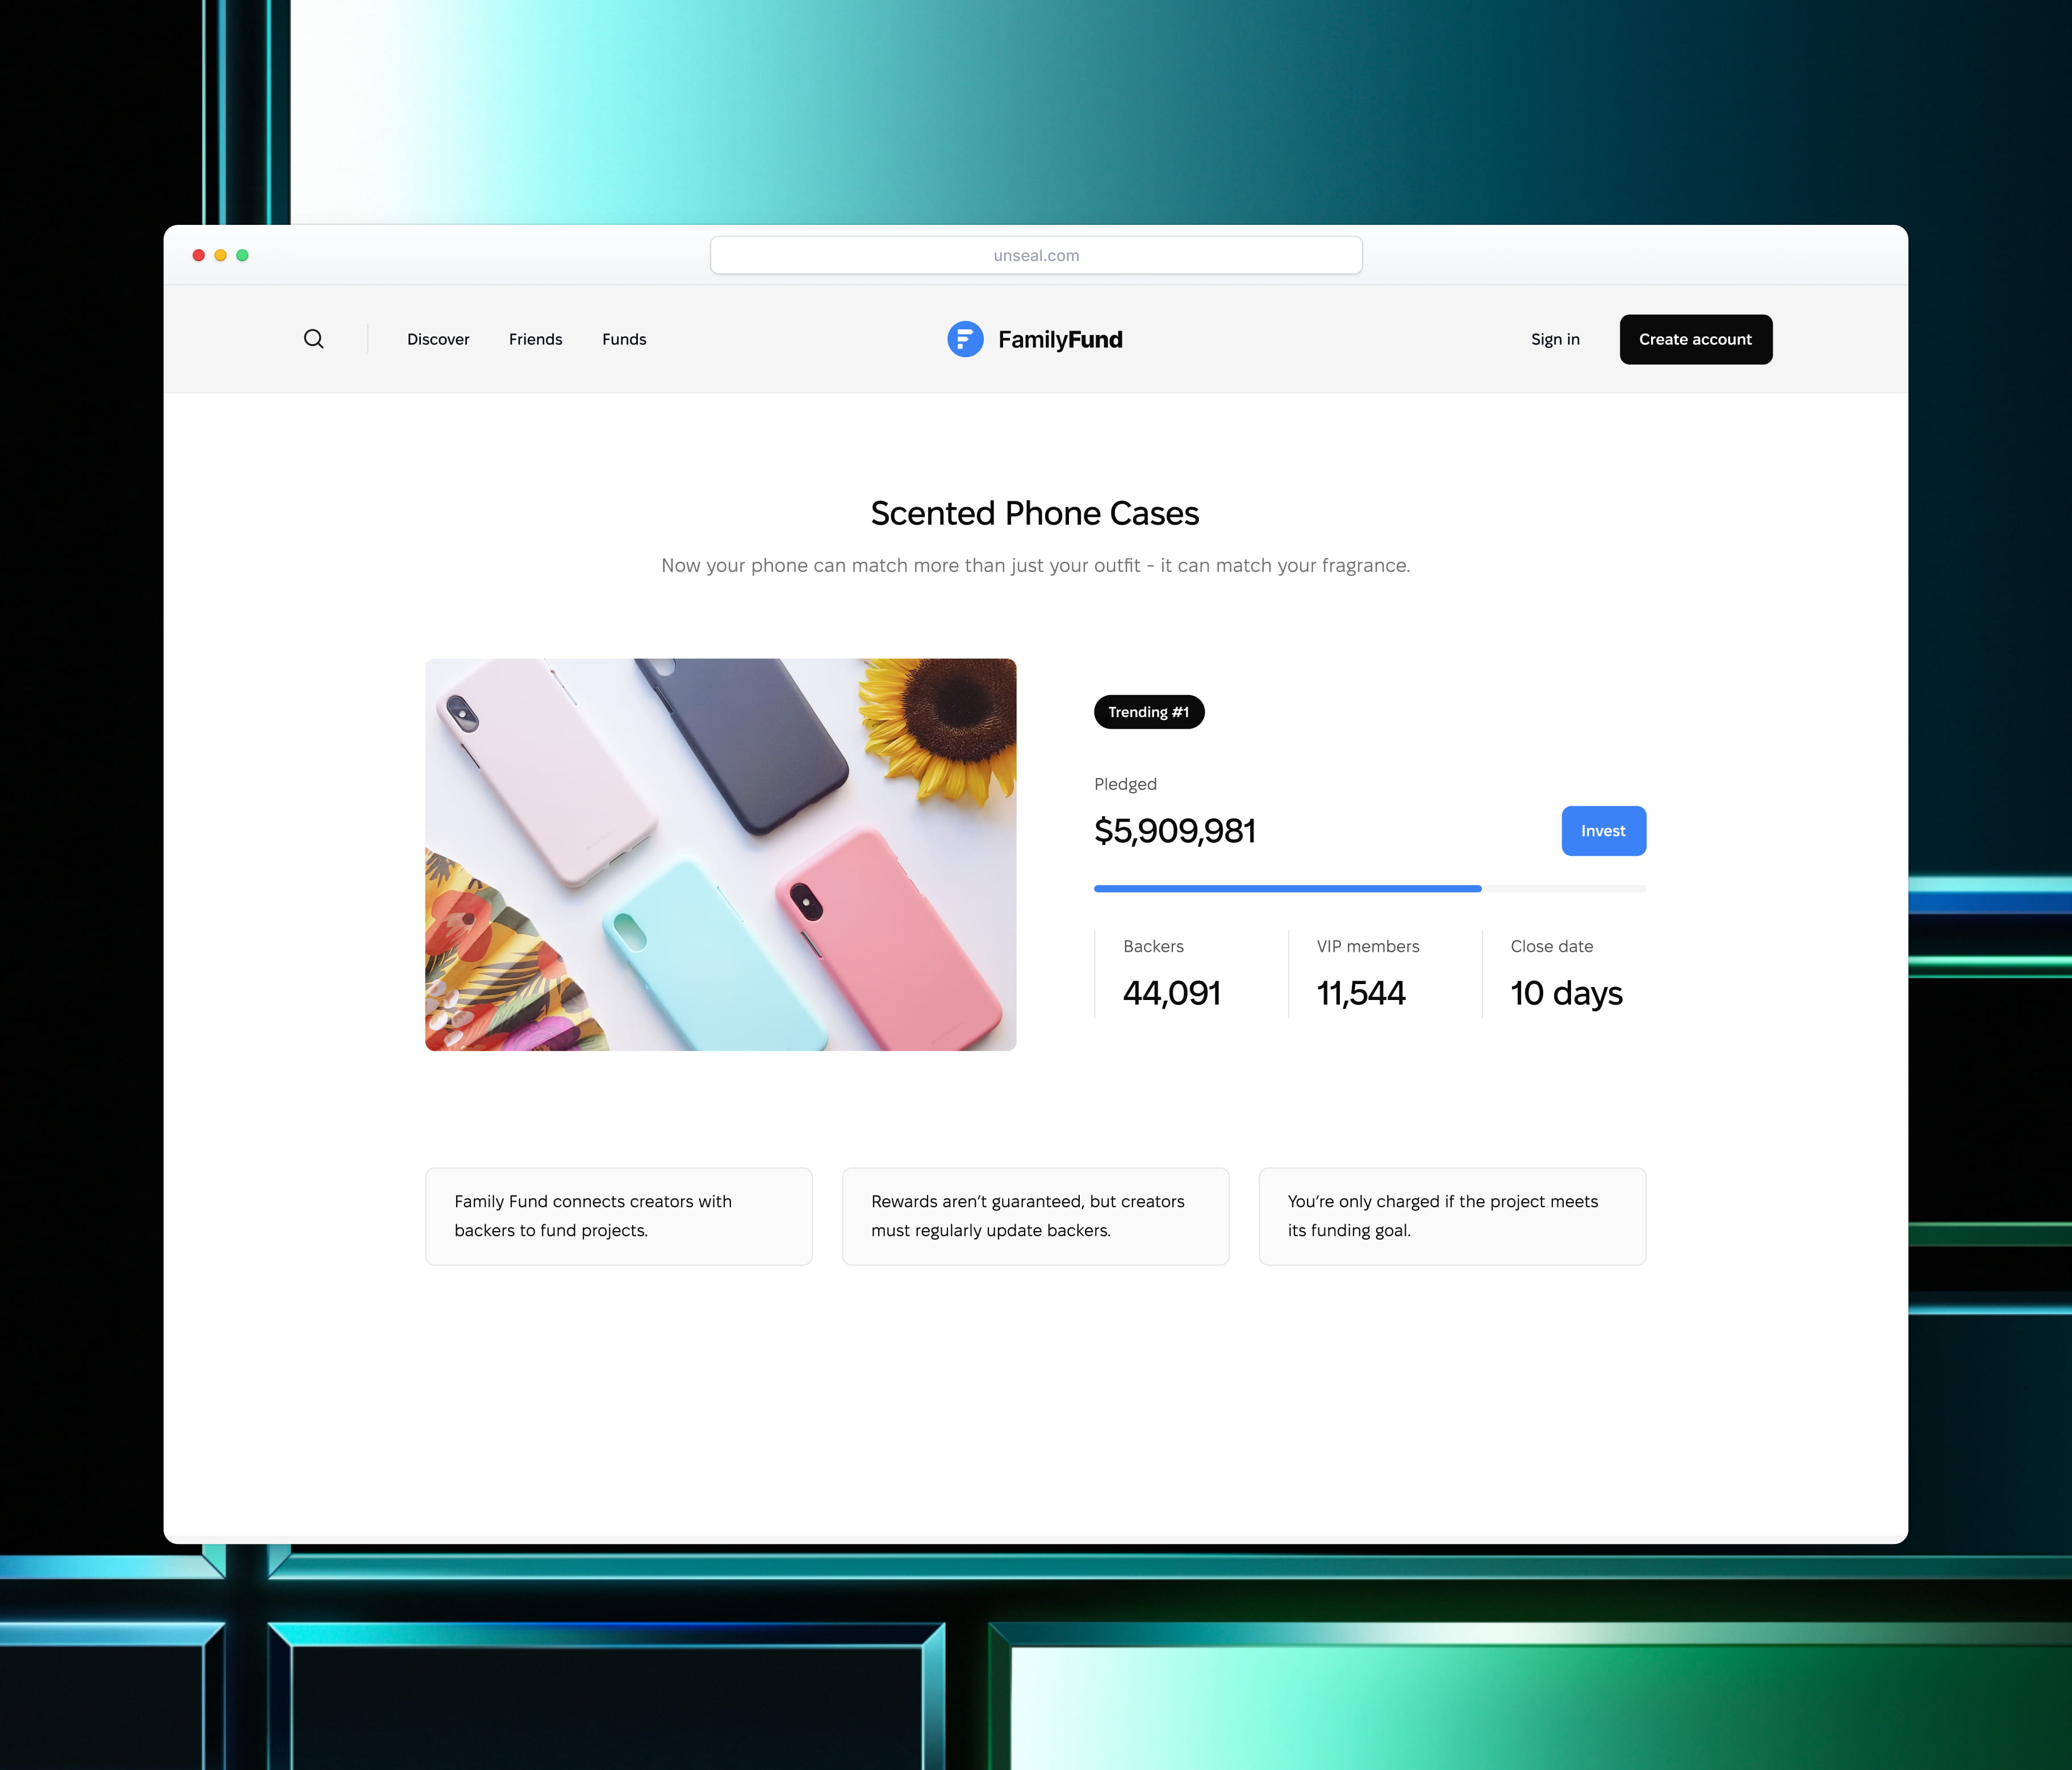 unseal.com
Discover
Friends
Funds
FamilyFund
Sign in
Create account
Scented Phone Cases
Now your phone can match more than just your outfit - it can match your fragrance.
Trending #1
Pledged
$5,909,981
Invest
Backers
44,091
VIP members
11,544
Close date
10 days
Family Fund connects creators with
backers to fund projects.
Rewards aren’t guaranteed, but creators
must regularly update backers.
You’re only charged if the project meets
its funding goal.